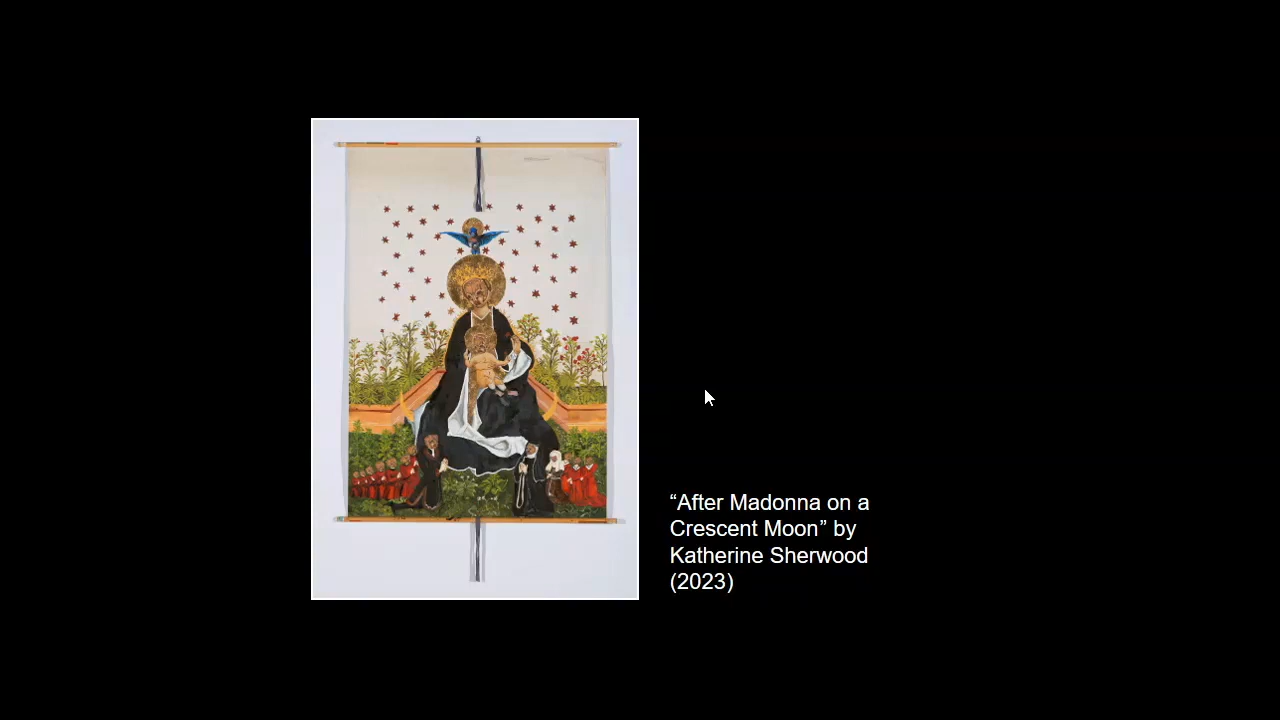 “After Madonna on a
Crescent Moon” by
Katherine Sherwood
(2023)